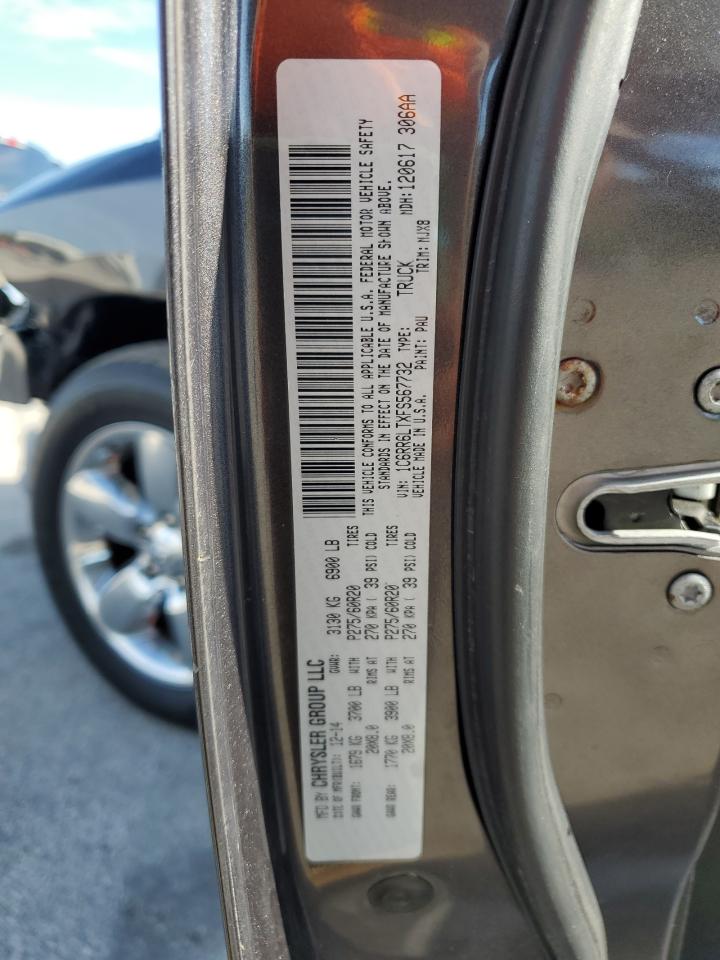 MFD BY CHRYSLER GROUP LLC
DATE OF MFR(BUILT): 12-14 GVWR: 3130 KG 6900 LB
GAWR FRONT: 1679 KG 3700 LB WITH P275/60R20 TIRES
20X8.0 RIMS AT 270 KPA ( 39 PSI) COLD
GAWR REAR: 1770 KG 3900 LB WITH P275/60R20 TIRES
20X8.0 RIMS AT 270 KPA ( 39 PSI) COLD
THIS VEHICLE CONFORMS TO ALL APPLICABLE U.S.A. FEDERAL MOTOR VEHICLE SAFETY
STANDARDS IN EFFECT ON THE DATE OF MANUFACTURE SHOWN ABOVE.
VIN: 1C6RR6LTXFS567732 TYPE: TRUCK MDH:120617 306AA
VEHICLE MADE IN U.S.A. PAINT: PAU TRIM: MJX8